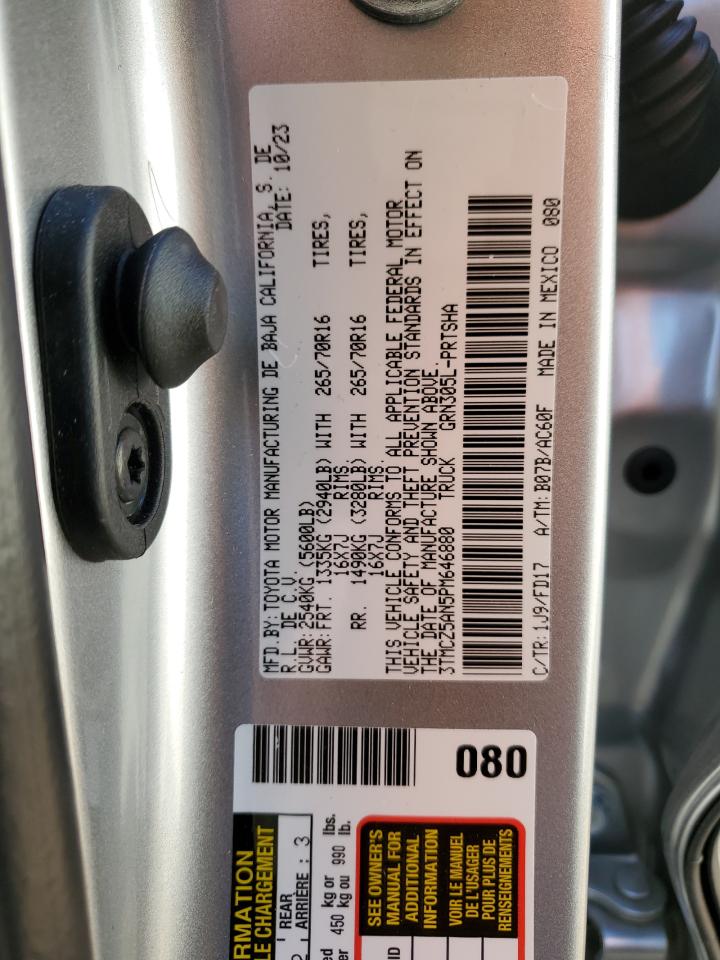 MFD.BY: TOYOTA MOTOR MANUFACTURING DE BAJA CALIFORNIA, S. DE
R.L. DE C.V. DATE: 10/23
GVWR: 2540KG (5600LB)
GAWR: FRT. 1335KG (2940LB) WITH 265/70R16 TIRES,
16X7J RIMS.
RR. 1490KG (3280LB) WITH 265/70R16 TIRES,
16X7J RIMS.
THIS VEHICLE CONFORMS TO ALL APPLICABLE FEDERAL MOTOR
VEHICLE SAFETY AND THEFT PREVENTION STANDARDS IN EFFECT ON
THE DATE OF MANUFACTURE SHOWN ABOVE.
3TMCZ5AN5PM646880 TRUCK GRN305L-PRTSHA
C/TR: 1J9/FD17 A/TM: B07B/AC60F MADE IN MEXICO 080
080
RMATION
LE CHARGEMENT
REAR
ARRIÈRE : 3
450 kg or 990 lbs.
450 kg ou 990 lb.
SEE OWNER'S
MANUAL FOR
ADDITIONAL
INFORMATION
VOIR LE MANUEL
DE L'USAGER
POUR PLUS DE
RENSEIGNEMENTS